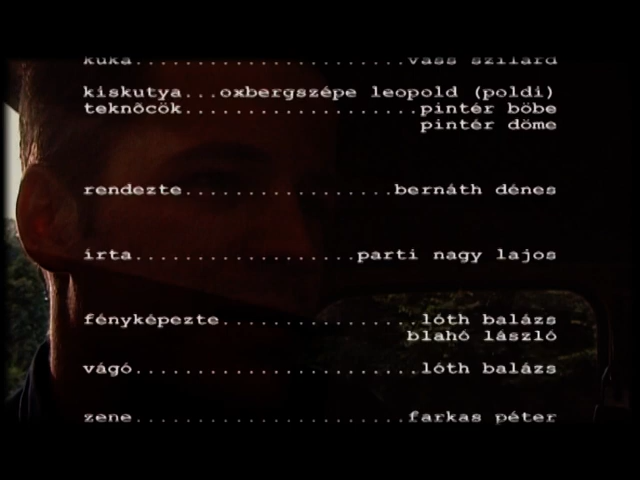 kuka......................vass szilárd
kiskutya...oxbergszépe leopold (poldi)
teknõcök...................pintér böbe
pintér döme
rendezte.................bernáth dénes
írta..................parti nagy lajos
fényképezte................lóth balázs
blahó lászló
vágó.......................lóth balázs
zene......................farkas péter